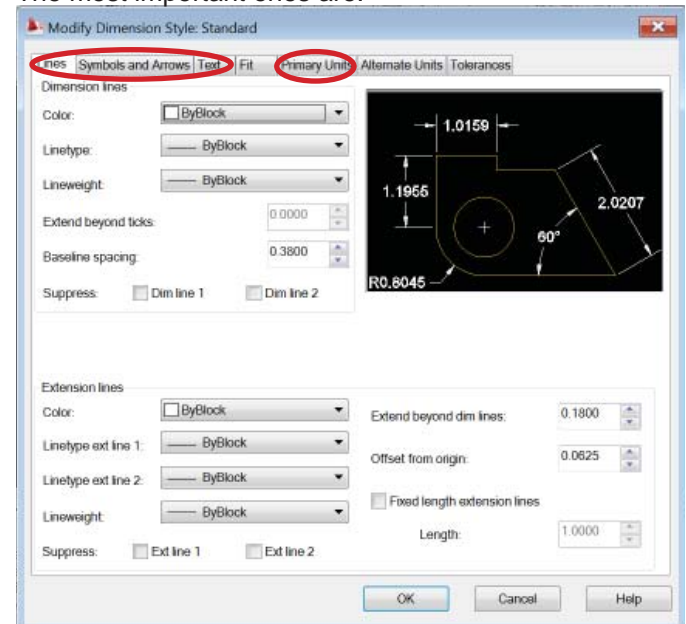 The most important ones are:
Modify Dimension Style: Standard
Lines Symbols and Arrows Text Fit Primary Units Alternate Units Tolerances
Dimension lines
Color: ByBlock
Linetype: ByBlock
Lineweight: ByBlock
Extend beyond ticks: 0.0000
Baseline spacing: 0.3800
Suppress: Dim line 1 Dim line 2
1.0159
1.1955
2.0207
60°
R0.8045
Extension lines
Color: ByBlock
Linetype ext line 1: ByBlock
Linetype ext line 2: ByBlock
Lineweight: ByBlock
Suppress: Ext line 1 Ext line 2
Extend beyond dim lines: 0.1800
Offset from origin: 0.0625
Fixed length extension lines
Length: 1.0000
OK Cancel Help